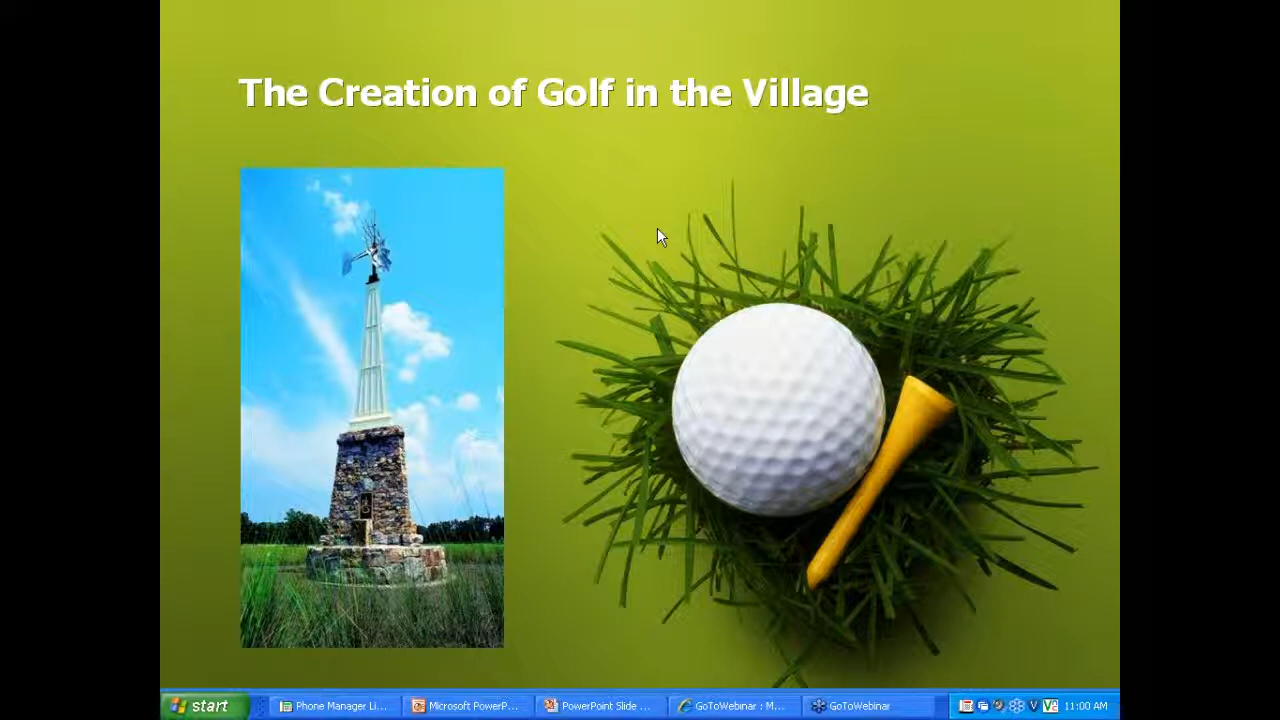 The Creation of Golf in the Village
start
Phone Manager Li...
Microsoft PowerP...
PowerPoint Slide ...
GoToWebinar : M...
GoToWebinar
11:00 AM